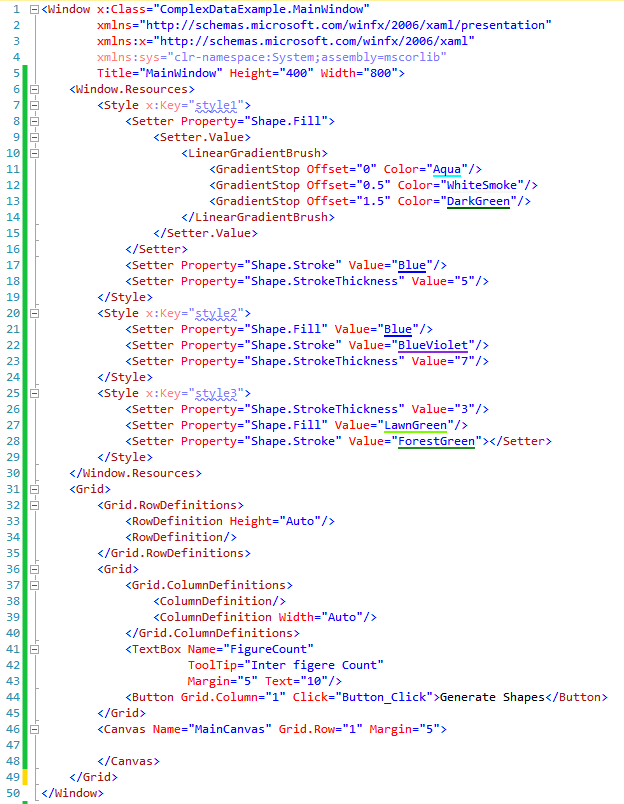 1 <Window x:Class="ComplexDataExample.MainWindow"
2 xmlns="http://schemas.microsoft.com/winfx/2006/xaml/presentation"
3 xmlns:x="http://schemas.microsoft.com/winfx/2006/xaml"
4 xmlns:sys="clr-namespace:System;assembly=mscorlib"
5 Title="MainWindow" Height="400" Width="800">
6 <Window.Resources>
7 <Style x:Key="style1">
8 <Setter Property="Shape.Fill">
9 <Setter.Value>
10 <LinearGradientBrush>
11 <GradientStop Offset="0" Color="Aqua"/>
12 <GradientStop Offset="0.5" Color="WhiteSmoke"/>
13 <GradientStop Offset="1.5" Color="DarkGreen"/>
14 </LinearGradientBrush>
15 </Setter.Value>
16 </Setter>
17 <Setter Property="Shape.Stroke" Value="Blue"/>
18 <Setter Property="Shape.StrokeThickness" Value="5"/>
19 </Style>
20 <Style x:Key="style2">
21 <Setter Property="Shape.Fill" Value="Blue"/>
22 <Setter Property="Shape.Stroke" Value="BlueViolet"/>
23 <Setter Property="Shape.StrokeThickness" Value="7"/>
24 </Style>
25 <Style x:Key="style3">
26 <Setter Property="Shape.StrokeThickness" Value="3"/>
27 <Setter Property="Shape.Fill" Value="LawnGreen"/>
28 <Setter Property="Shape.Stroke" Value="ForestGreen"></Setter>
29 </Style>
30 </Window.Resources>
31 <Grid>
32 <Grid.RowDefinitions>
33 <RowDefinition Height="Auto"/>
34 <RowDefinition/>
35 </Grid.RowDefinitions>
36 <Grid>
37 <Grid.ColumnDefinitions>
38 <ColumnDefinition/>
39 <ColumnDefinition Width="Auto"/>
40 </Grid.ColumnDefinitions>
41 <TextBox Name="FigureCount"
42 ToolTip="Inter figere Count"
43 Margin="5" Text="10"/>
44 <Button Grid.Column="1" Click="Button_Click">Generate Shapes</Button>
45 </Grid>
46 <Canvas Name="MainCanvas" Grid.Row="1" Margin="5">
47
48 </Canvas>
49 </Grid>
50 </Window>